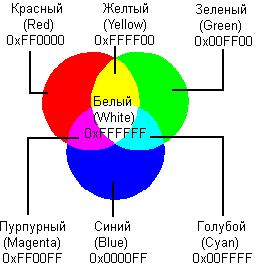 Красный
(Red)
0xFF0000
Желтый
(Yellow)
0xFFFF00
Зеленый
(Green)
0x00FF00
Белый
(White)
0xFFFFFF
Пурпурный
(Magenta)
0xFF00FF
Синий
(Blue)
0x0000FF
Голубой
(Cyan)
0x00FFFF